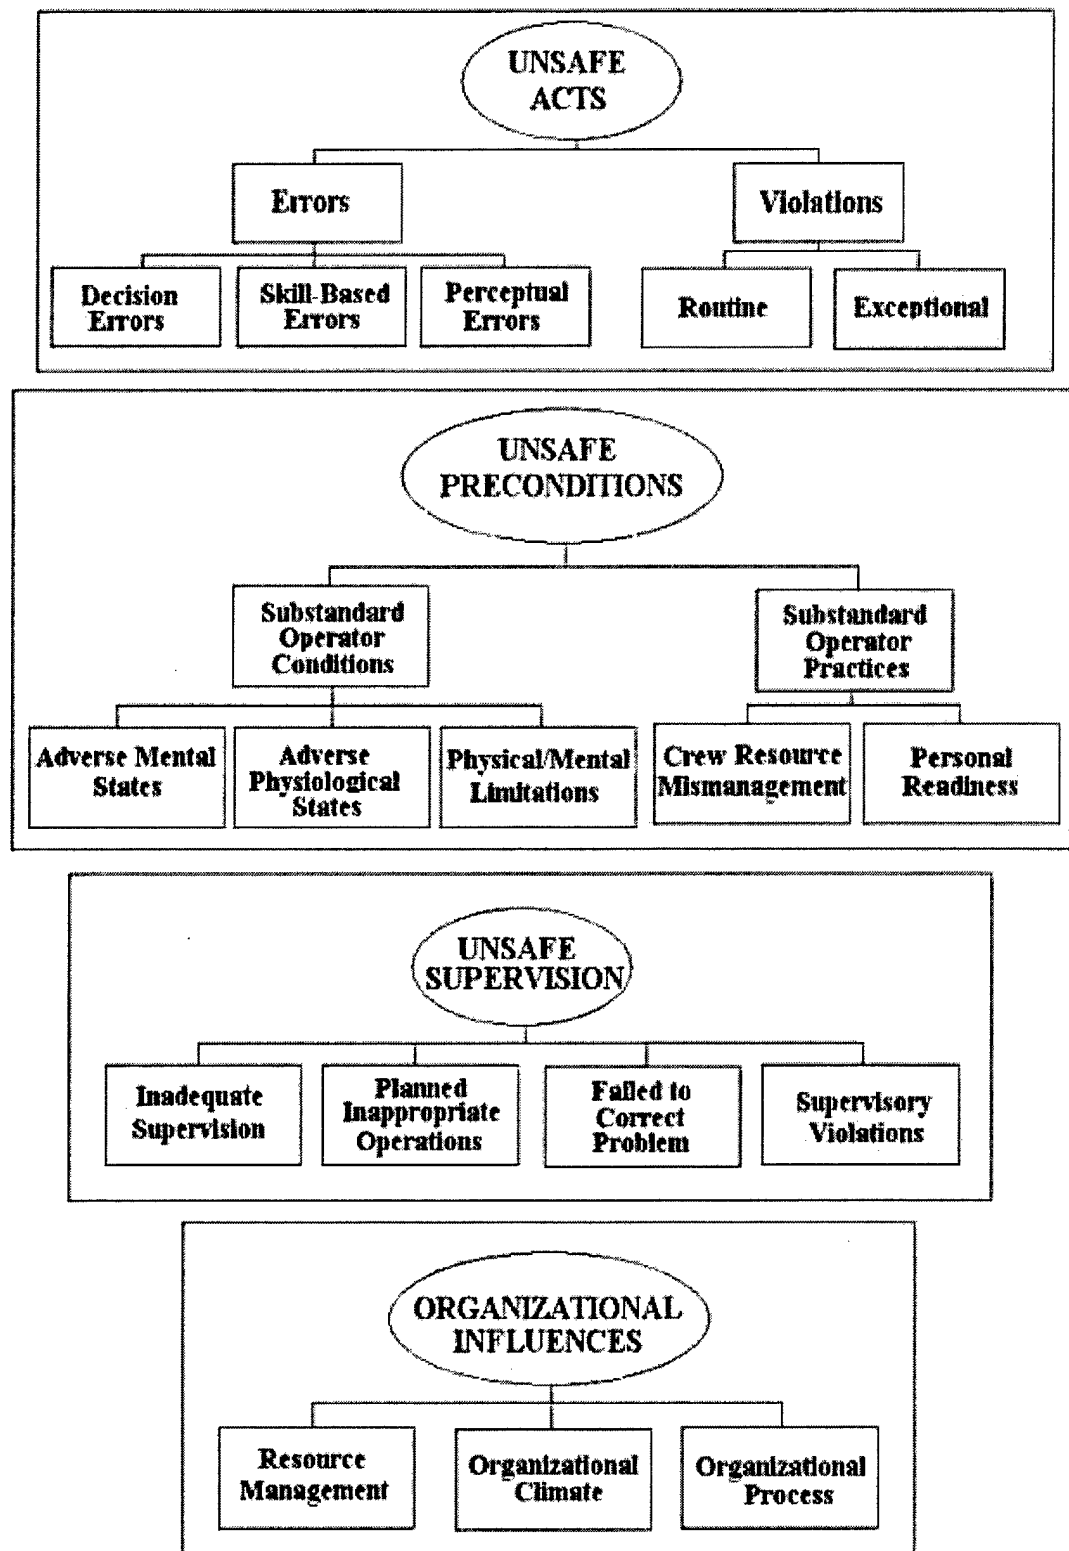 UNSAFE
ACTS
Errors
Violations
Decision
Errors
Skill-Based
Errors
Perceptual
Errors
Routine
Exceptional
UNSAFE
PRECONDITIONS
Substandard
Operator
Conditions
Substandard
Operator
Practices
Adverse Mental
States
Adverse
Physiological
States
Physical/Mental
Limitations
Crew Resource
Mismanagement
Personal
Readiness
UNSAFE
SUPERVISION
Inadequate
Supervision
Planned
Inappropriate
Operations
Failed to
Correct
Problem
Supervisory
Violations
ORGANIZATIONAL
INFLUENCES
Resource
Management
Organizational
Climate
Organizational
Process